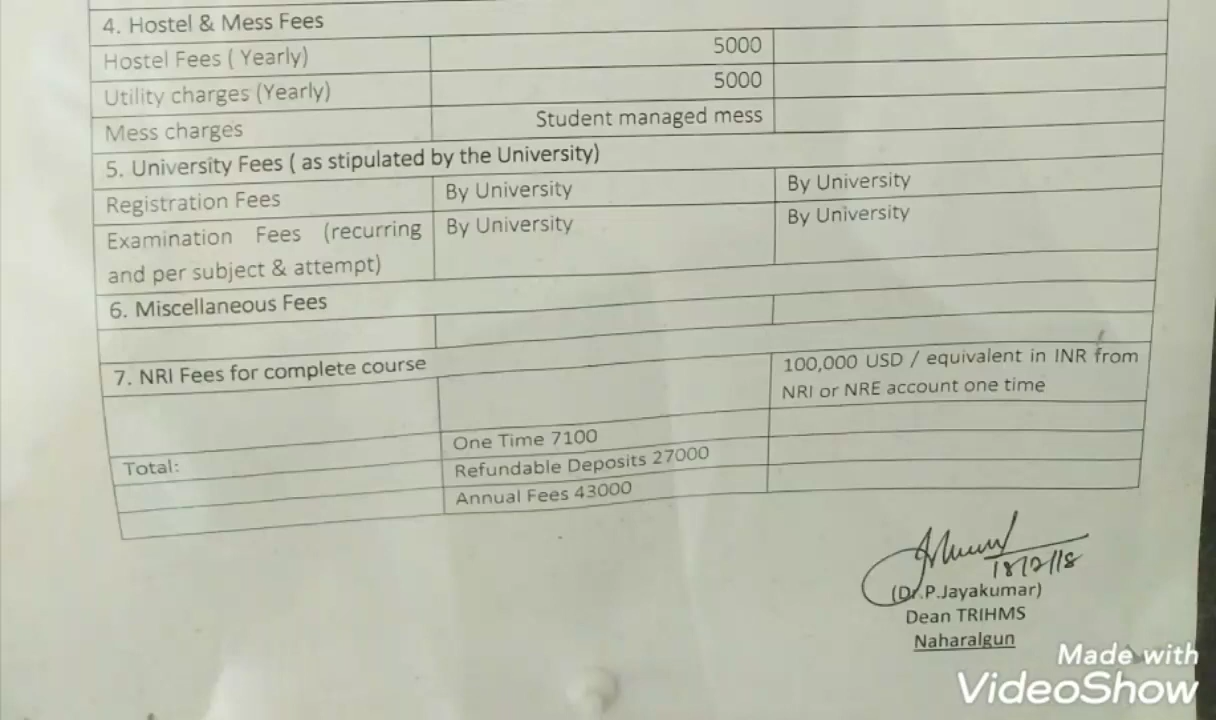 4. Hostel & Mess Fees
Hostel Fees ( Yearly) 5000
Utility charges (Yearly) 5000
Mess charges Student managed mess
5. University Fees ( as stipulated by the University)
Registration Fees By University By University
Examination Fees (recurring By University By University
and per subject & attempt)
6. Miscellaneous Fees
7. NRI Fees for complete course
100,000 USD / equivalent in INR from
NRI or NRE account one time
One Time 7100
Total: Refundable Deposits 27000
Annual Fees 43000
18/2/18
(Dr.P.Jayakumar)
Dean TRIHMS
Naharalgun
Made with
VideoShow